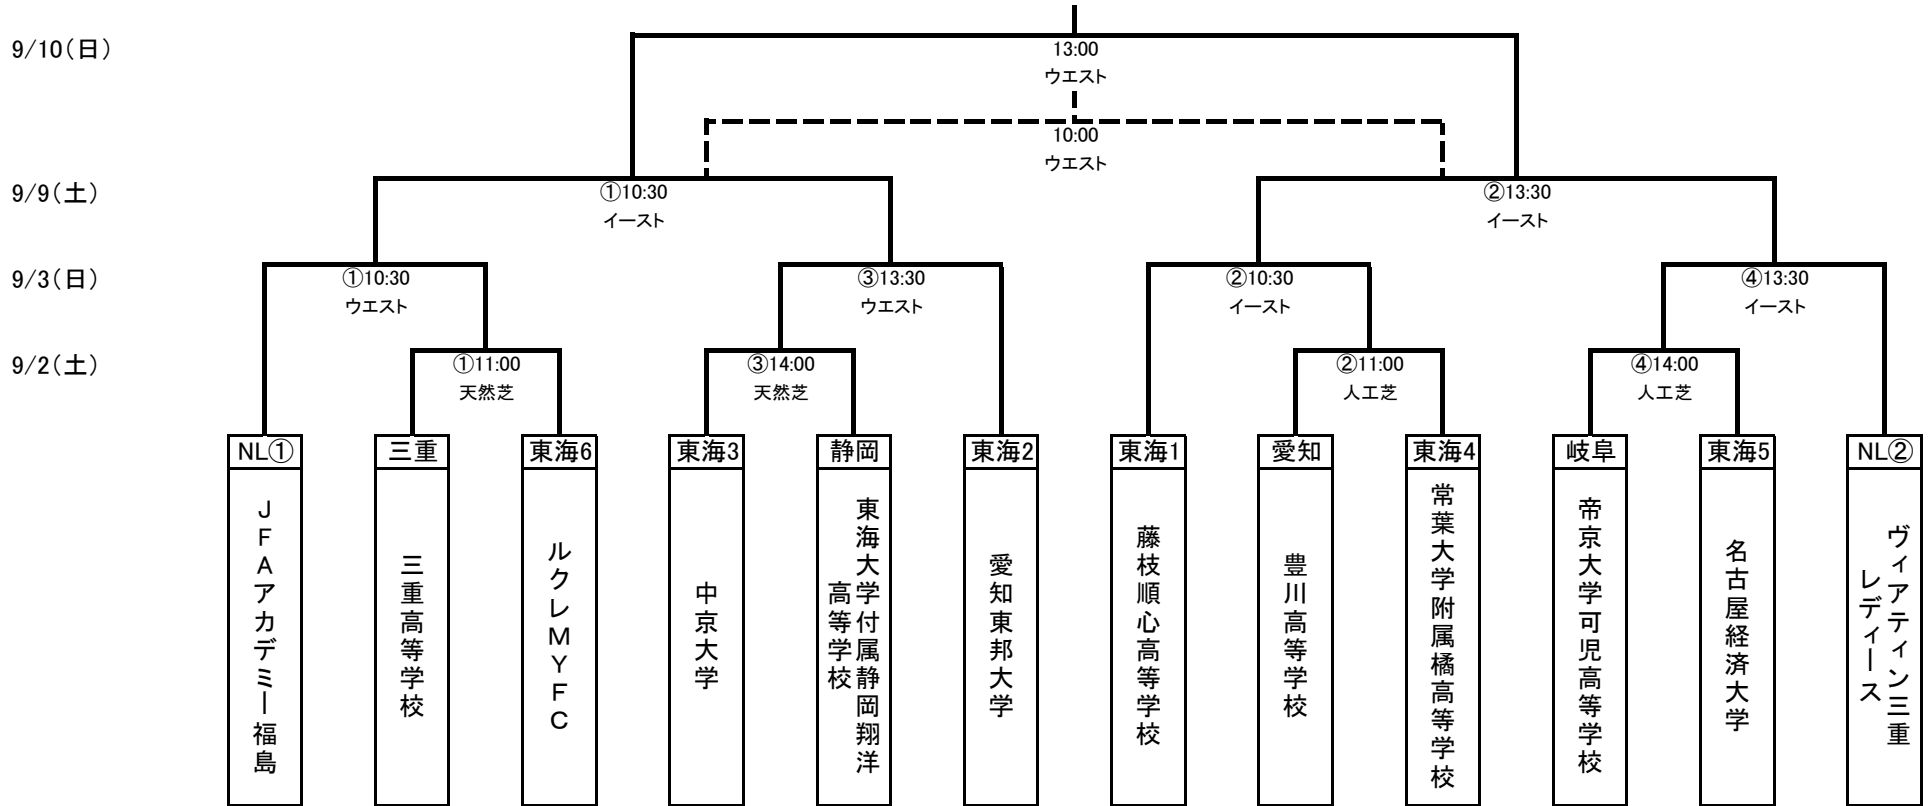 9/10(日)
13:00
ウエスト
10:00
ウエスト
9/9(土)
①10:30
イースト
②13:30
イースト
9/3(日)
①10:30
ウエスト
③13:30
ウエスト
②10:30
イースト
④13:30
イースト
9/2(土)
①11:00
天然芝
③14:00
天然芝
②11:00
人工芝
④14:00
人工芝
NL①
三重
東海6
東海3
静岡
東海2
東海1
愛知
東海4
岐阜
東海5
NL②
JFAアカデミー福島
三重高等学校
ルクレMYFC
中京大学
東海大学付属静岡翔洋
高等学校
愛知東邦大学
藤枝順心高等学校
豊川高等学校
常葉大学附属橘高等学校
帝京大学可児高等学校
名古屋経済大学
ヴィアティン三重
レディース